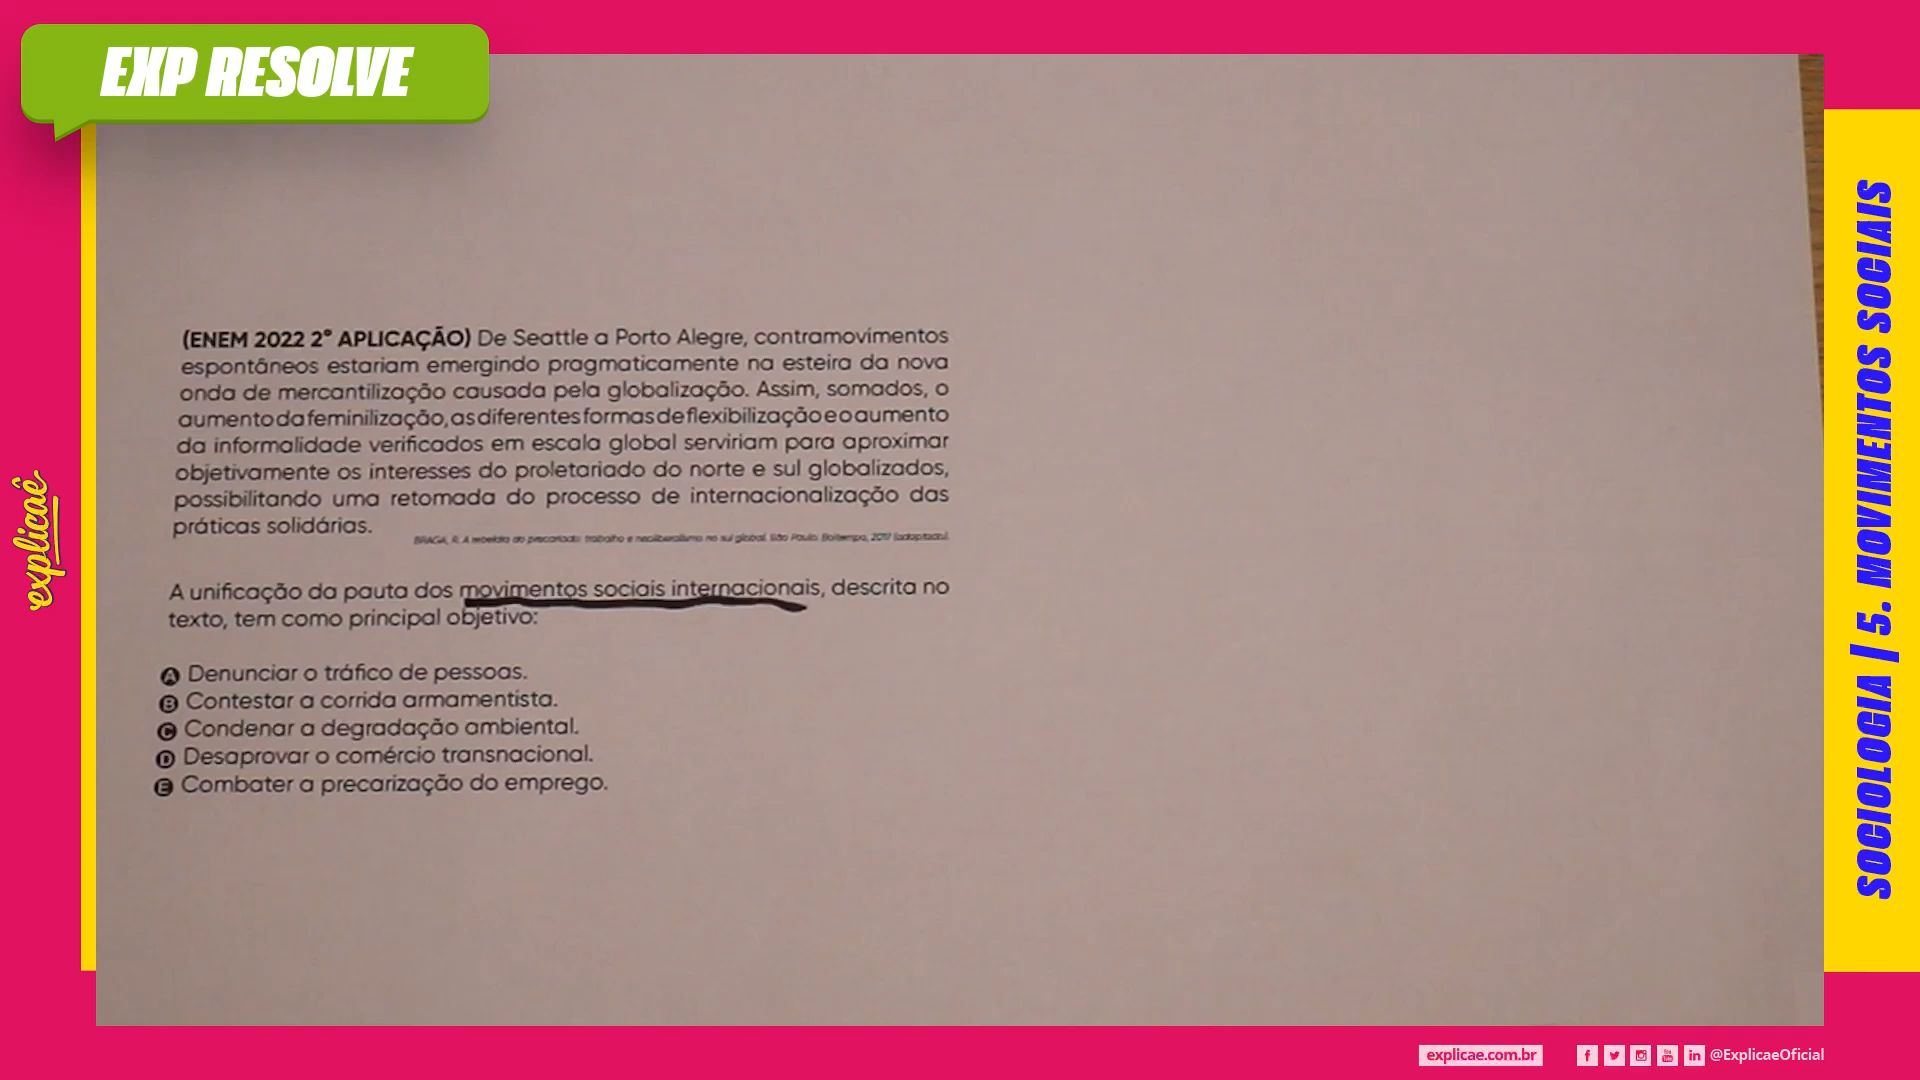 EXP RESOLVE
(ENEM 2022 2° APLICAÇÃO) De Seattle a Porto Alegre, contramovimentos
espontâneos estariam emergindo pragmaticamente na esteira da nova
onda de mercantilização causada pela globalização. Assim, somados, o
aumento da feminilização, as diferentes formas de flexibilização e o aumento
da informalidade verificados em escala global serviriam para aproximar
objetivamente os interesses do proletariado do norte e sul globalizados,
possibilitando uma retomada do processo de internacionalização das
práticas solidárias.
BRAGA, R. A rebeldia do precariado: trabalho e neoliberalismo no sul global. São Paulo: Boitempo, 2017 (adaptado).
A unificação da pauta dos movimentos sociais internacionais, descrita no
texto, tem como principal objetivo:
A Denunciar o tráfico de pessoas.
B Contestar a corrida armamentista.
C Condenar a degradação ambiental.
D Desaprovar o comércio transnacional.
E Combater a precarização do emprego.
explicaê
SOCIOLOGIA | 5. MOVIMENTOS SOCIAIS
explicae.com.br
@ExplicaeOficial